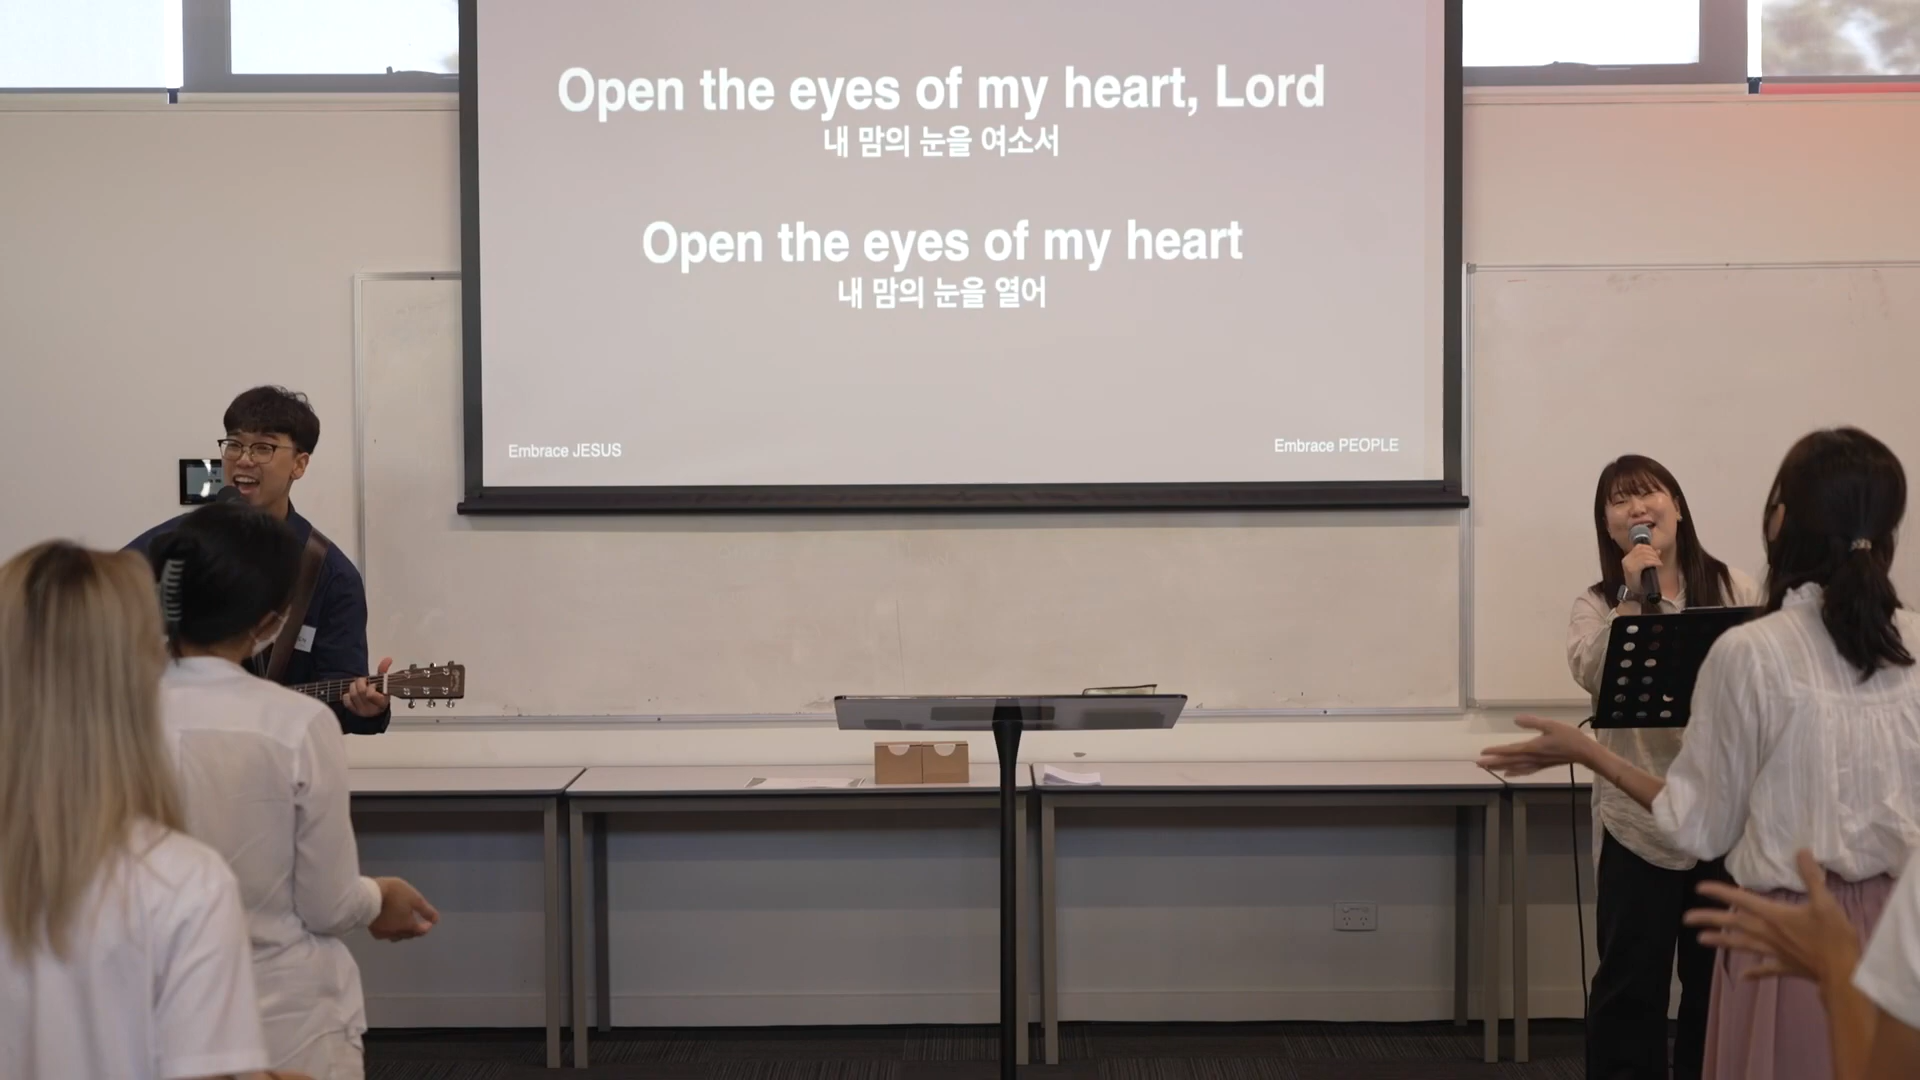 Open the eyes of my heart, Lord
내 맘의 눈을 여소서
Open the eyes of my heart
내 맘의 눈을 열어
Embrace JESUS
Embrace PEOPLE